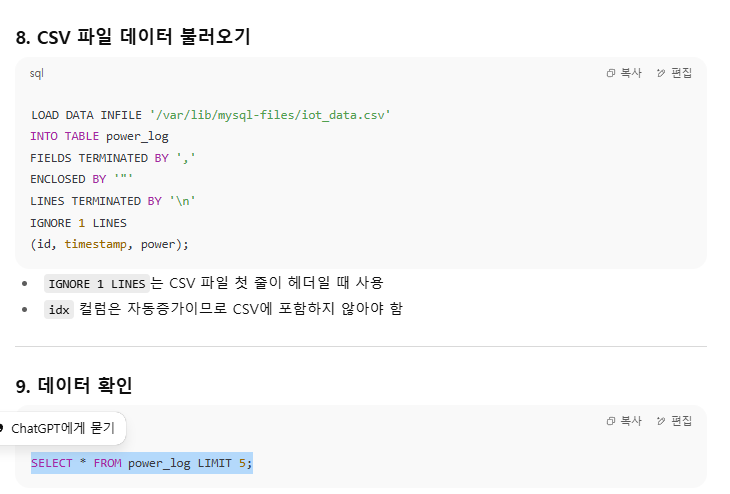 8. CSV 파일 데이터 불러오기
sql
복사
편집
LOAD DATA INFILE '/var/lib/mysql-files/iot_data.csv'
INTO TABLE power_log
FIELDS TERMINATED BY ','
ENCLOSED BY '"'
LINES TERMINATED BY '\n'
IGNORE 1 LINES
(id, timestamp, power);
IGNORE 1 LINES는 CSV 파일 첫 줄이 헤더일 때 사용
idx 컬럼은 자동증가이므로 CSV에 포함하지 않아야 함
9. 데이터 확인
ChatGPT에게 묻기
복사
편집
SELECT * FROM power_log LIMIT 5;